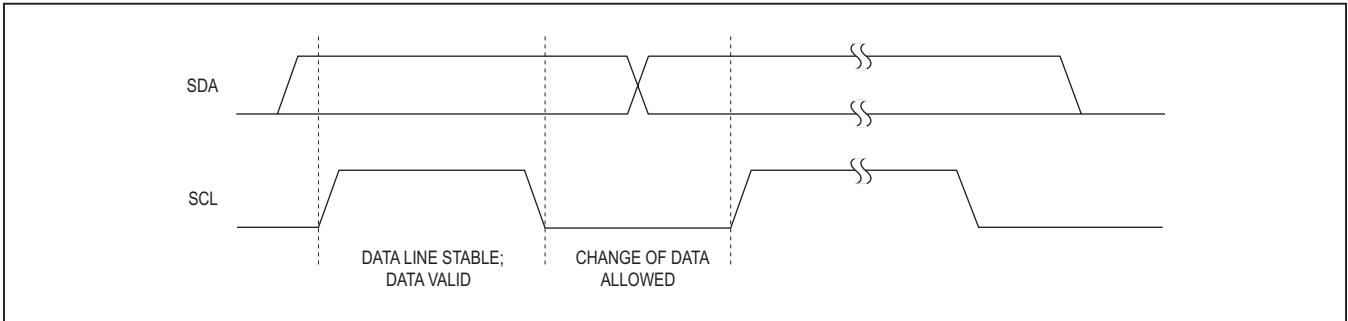 SDA
SCL
DATA LINE STABLE;
DATA VALID
CHANGE OF DATA
ALLOWED